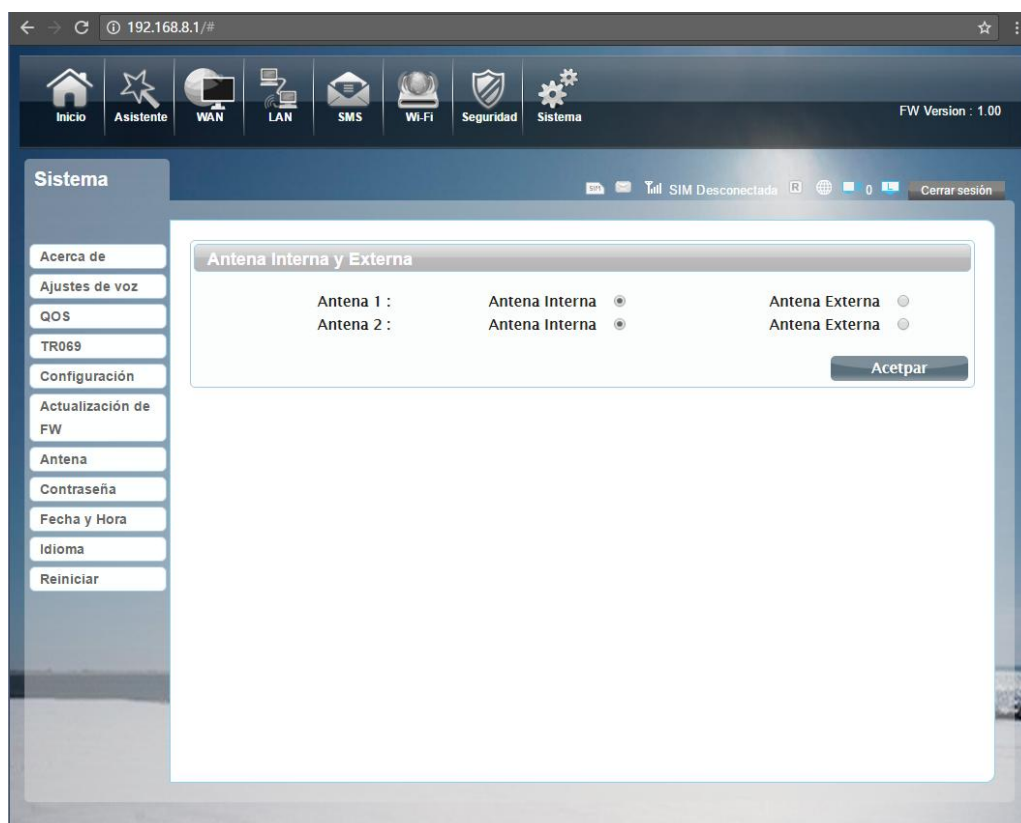 192.168.8.1/#
Inicio Asistente WAN LAN SMS Wi-Fi Seguridad Sistema
FW Version : 1.00
Sistema
SIM SIM Desconectada R 0 L Cerrar sesión
Acerca de
Ajustes de voz
QOS
TR069
Configuración
Actualización de
FW
Antena
Contraseña
Fecha y Hora
Idioma
Reiniciar
Antena Interna y Externa
Antena 1 : Antena Interna Antena Externa
Antena 2 : Antena Interna Antena Externa
Acetpar